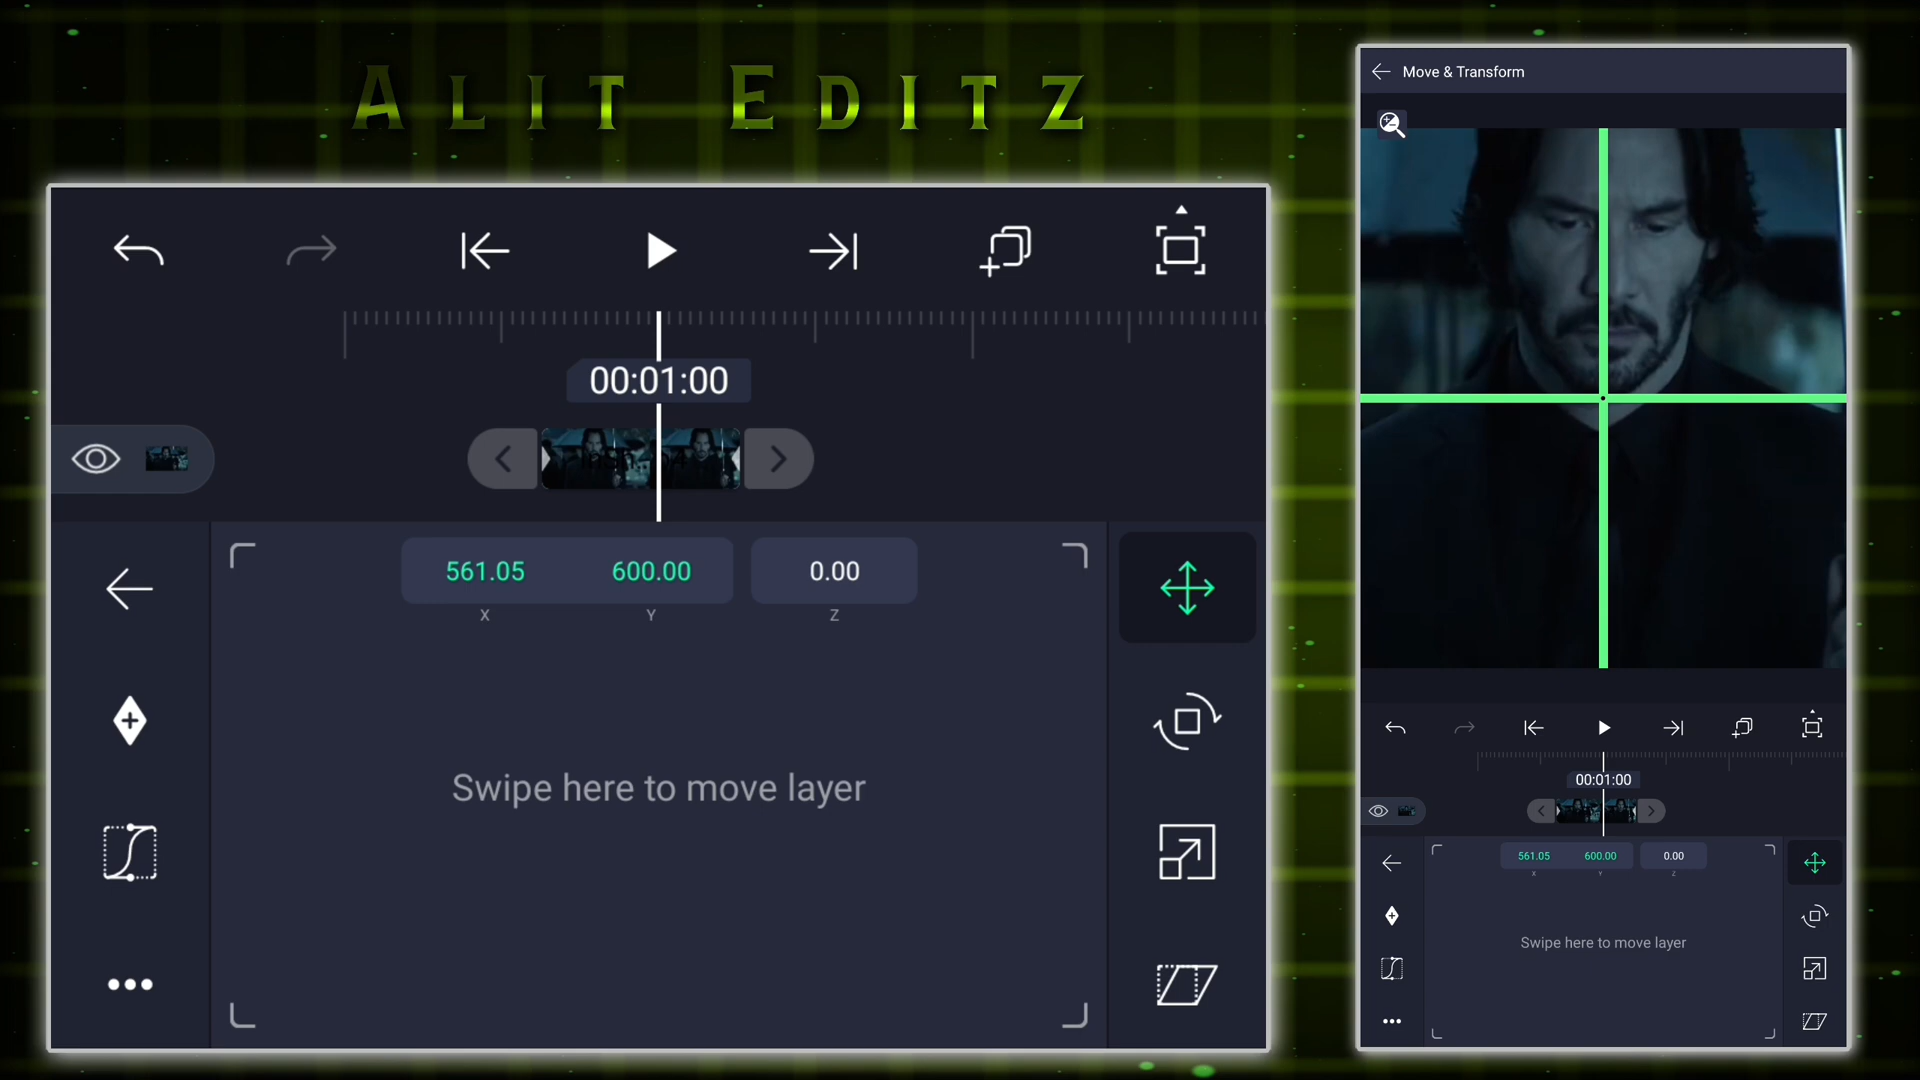 Alit Editz
00:01:00
561.05 600.00 0.00
X Y Z
Swipe here to move layer
Move & Transform
00:01:00
561.05 600.00 0.00
X Y Z
Swipe here to move layer